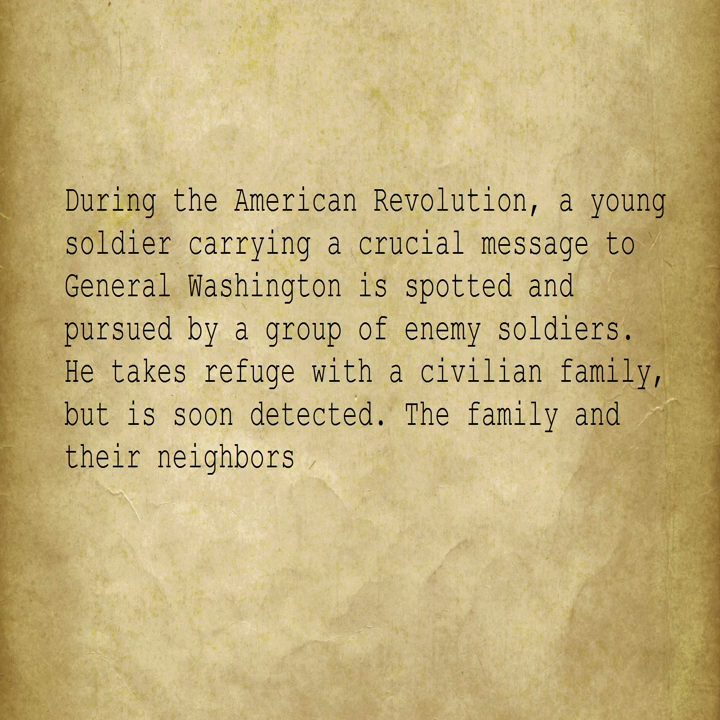 During the American Revolution, a young
soldier carrying a crucial message to
General Washington is spotted and
pursued by a group of enemy soldiers.
He takes refuge with a civilian family,
but is soon detected. The family and
their neighbors